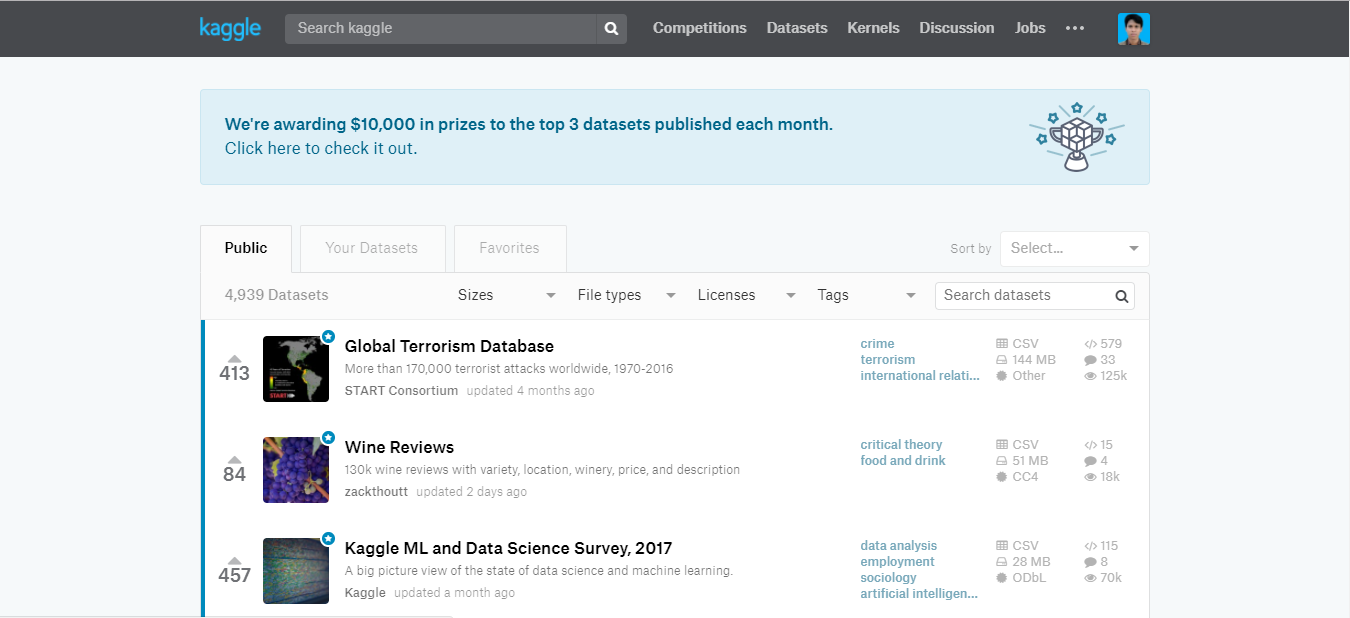 kaggle
Search kaggle
Competitions Datasets Kernels Discussion Jobs
We're awarding $10,000 in prizes to the top 3 datasets published each month.
Click here to check it out.
Public
Your Datasets
Favorites
Sort by
Select...
4,939 Datasets
Sizes
File types
Licenses
Tags
Search datasets
413
Global Terrorism Database
More than 170,000 terrorist attacks worldwide, 1970-2016
START Consortium updated 4 months ago
crime
terrorism
international relati...
CSV
144 MB
Other
579
33
125k
84
Wine Reviews
130k wine reviews with variety, location, winery, price, and description
zackthoutt updated 2 days ago
critical theory
food and drink
CSV
51 MB
CC4
15
4
18k
457
Kaggle ML and Data Science Survey, 2017
A big picture view of the state of data science and machine learning.
Kaggle updated a month ago
data analysis
employment
sociology
artificial intelligen...
CSV
28 MB
ODbL
115
8
70k